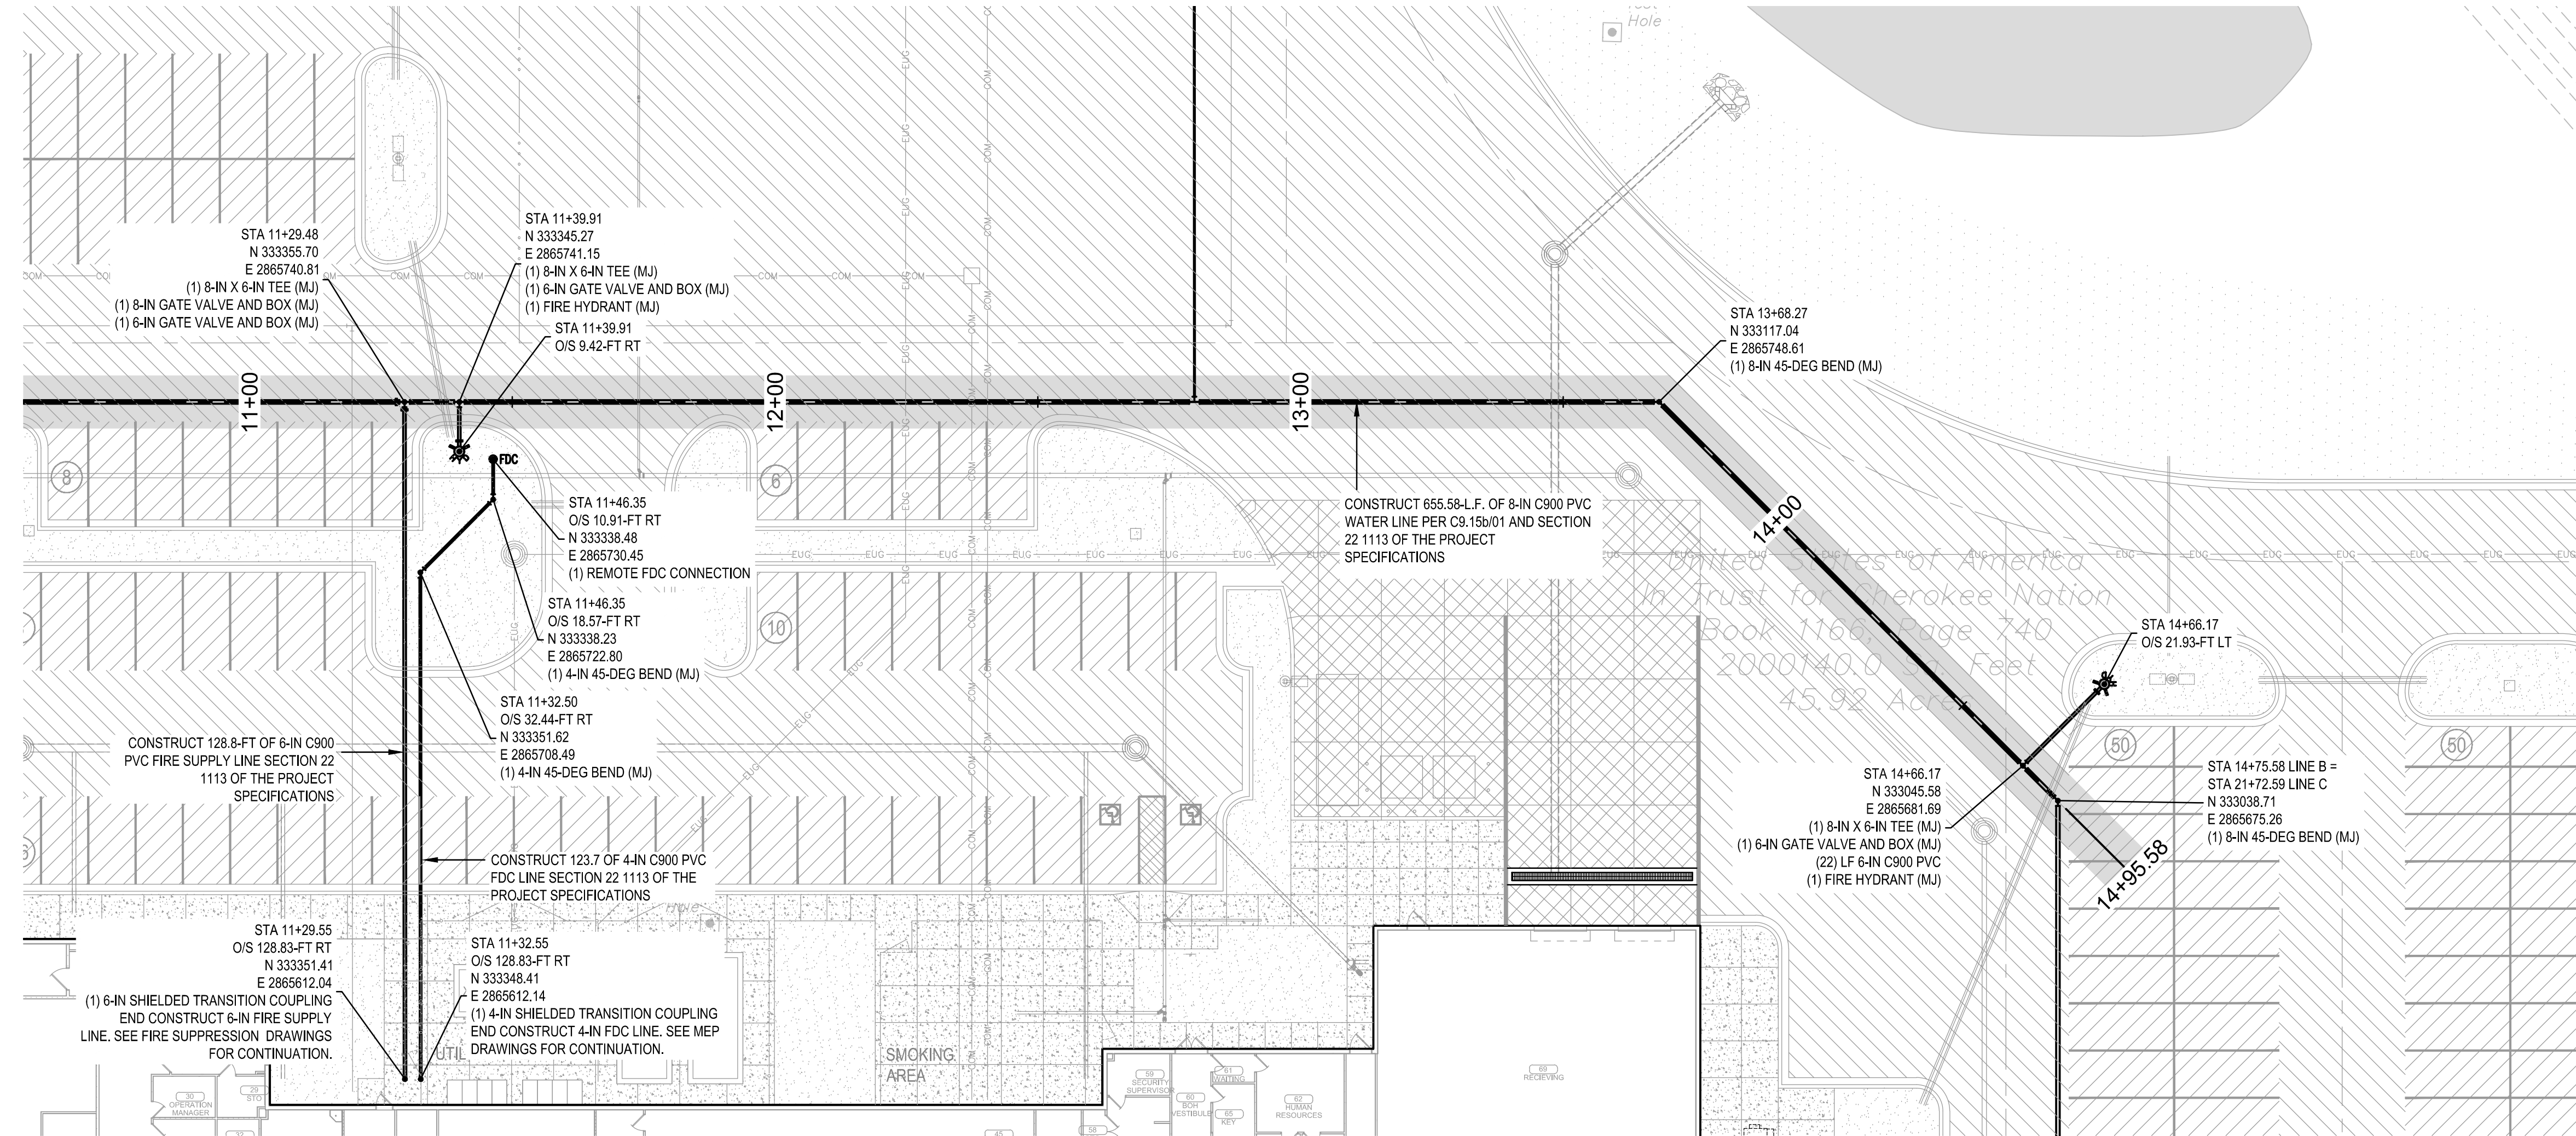 Hole
STA 11+29.48
N 333355.70
E 2865740.81
(1) 8-IN X 6-IN TEE (MJ)
(1) 8-IN GATE VALVE AND BOX (MJ)
(1) 6-IN GATE VALVE AND BOX (MJ)
STA 11+39.91
N 333345.27
E 2865741.15
(1) 8-IN X 6-IN TEE (MJ)
(1) 6-IN GATE VALVE AND BOX (MJ)
(1) FIRE HYDRANT (MJ)
STA 11+39.91
O/S 9.42-FT RT
STA 13+68.27
N 333117.04
E 2865748.61
(1) 8-IN 45-DEG BEND (MJ)
11+00
12+00
13+00
14+00
14+95.58
8
FDC
6
10
50
50
EUG
COM
STA 11+46.35
O/S 10.91-FT RT
N 333338.48
E 2865730.45
(1) REMOTE FDC CONNECTION
STA 11+46.35
O/S 18.57-FT RT
N 333338.23
E 2865722.80
(1) 4-IN 45-DEG BEND (MJ)
STA 11+32.50
O/S 32.44-FT RT
N 333351.62
E 2865708.49
(1) 4-IN 45-DEG BEND (MJ)
CONSTRUCT 655.58-L.F. OF 8-IN C900 PVC
WATER LINE PER C9.15b/01 AND SECTION
22 1113 OF THE PROJECT
SPECIFICATIONS
United States of America
In Trust for Cherokee Nation
Book 1166, Page 740
2000140.0 Sq. Feet
45.92 Acres
STA 14+66.17
O/S 21.93-FT LT
CONSTRUCT 128.8-FT OF 6-IN C900
PVC FIRE SUPPLY LINE SECTION 22
1113 OF THE PROJECT
SPECIFICATIONS
STA 14+66.17
N 333045.58
E 2865681.69
(1) 8-IN X 6-IN TEE (MJ)
(1) 6-IN GATE VALVE AND BOX (MJ)
(22) LF 6-IN C900 PVC
(1) FIRE HYDRANT (MJ)
STA 14+75.58 LINE B =
STA 21+72.59 LINE C
N 333038.71
E 2865675.26
(1) 8-IN 45-DEG BEND (MJ)
CONSTRUCT 123.7 OF 4-IN C900 PVC
FDC LINE SECTION 22 1113 OF THE
PROJECT SPECIFICATIONS
Hole
STA 11+29.55
O/S 128.83-FT RT
N 333351.41
E 2865612.04
(1) 6-IN SHIELDED TRANSITION COUPLING
END CONSTRUCT 6-IN FIRE SUPPLY
LINE. SEE FIRE SUPPRESSION DRAWINGS
FOR CONTINUATION.
STA 11+32.55
O/S 128.83-FT RT
N 333348.41
E 2865612.14
(1) 4-IN SHIELDED TRANSITION COUPLING
END CONSTRUCT 4-IN FDC LINE. SEE MEP
DRAWINGS FOR CONTINUATION.
UTIL
SMOKING
AREA
30
OPERATION
MANAGER
29
STO
32
45
58
59
SECURITY
SUPERVISOR
60
BOH
VESTIBULE
61
WAITING
65
KEY
62
HUMAN
RESOURCES
69
RECIEVING